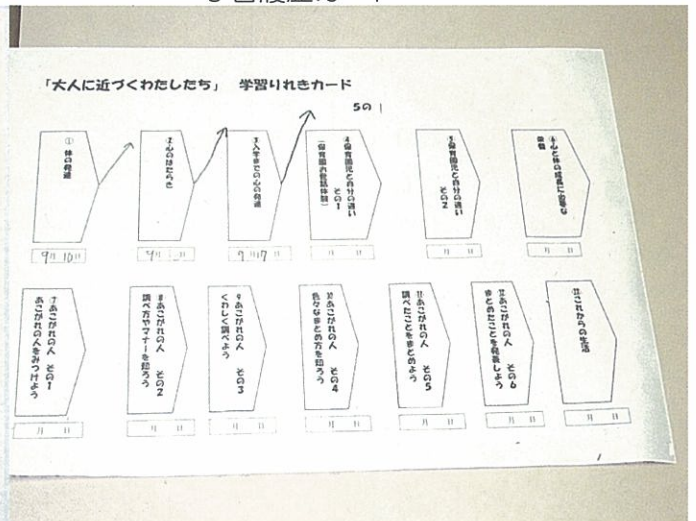 「大人に近づくわたしたち」 学習りれきカード
5の1
① 体の発達
9月10日
②心のはたらき
9月 日
③入学までの心の発達
9月17日
④保育園児と自分の違い
その1
(保育園お世話体験)
月 日
⑤保育園児と自分の違い
その2
月 日
⑥心と体の成長に必要な
栄養
月 日
⑦あこがれの人 その1
あこがれの人をみつけよう
月 日
⑧あこがれの人 その2
調べ方やマナーを知ろう
月 日
⑨あこがれの人 その3
くわしく調べよう
月 日
⑩あこがれの人 その4
色々なまとめ方を知ろう
月 日
⑪あこがれの人 その5
調べたことをまとめよう
月 日
⑫あこがれの人 その6
まとめたことを発表しよう
月 日
⑬これからの生活
月 日